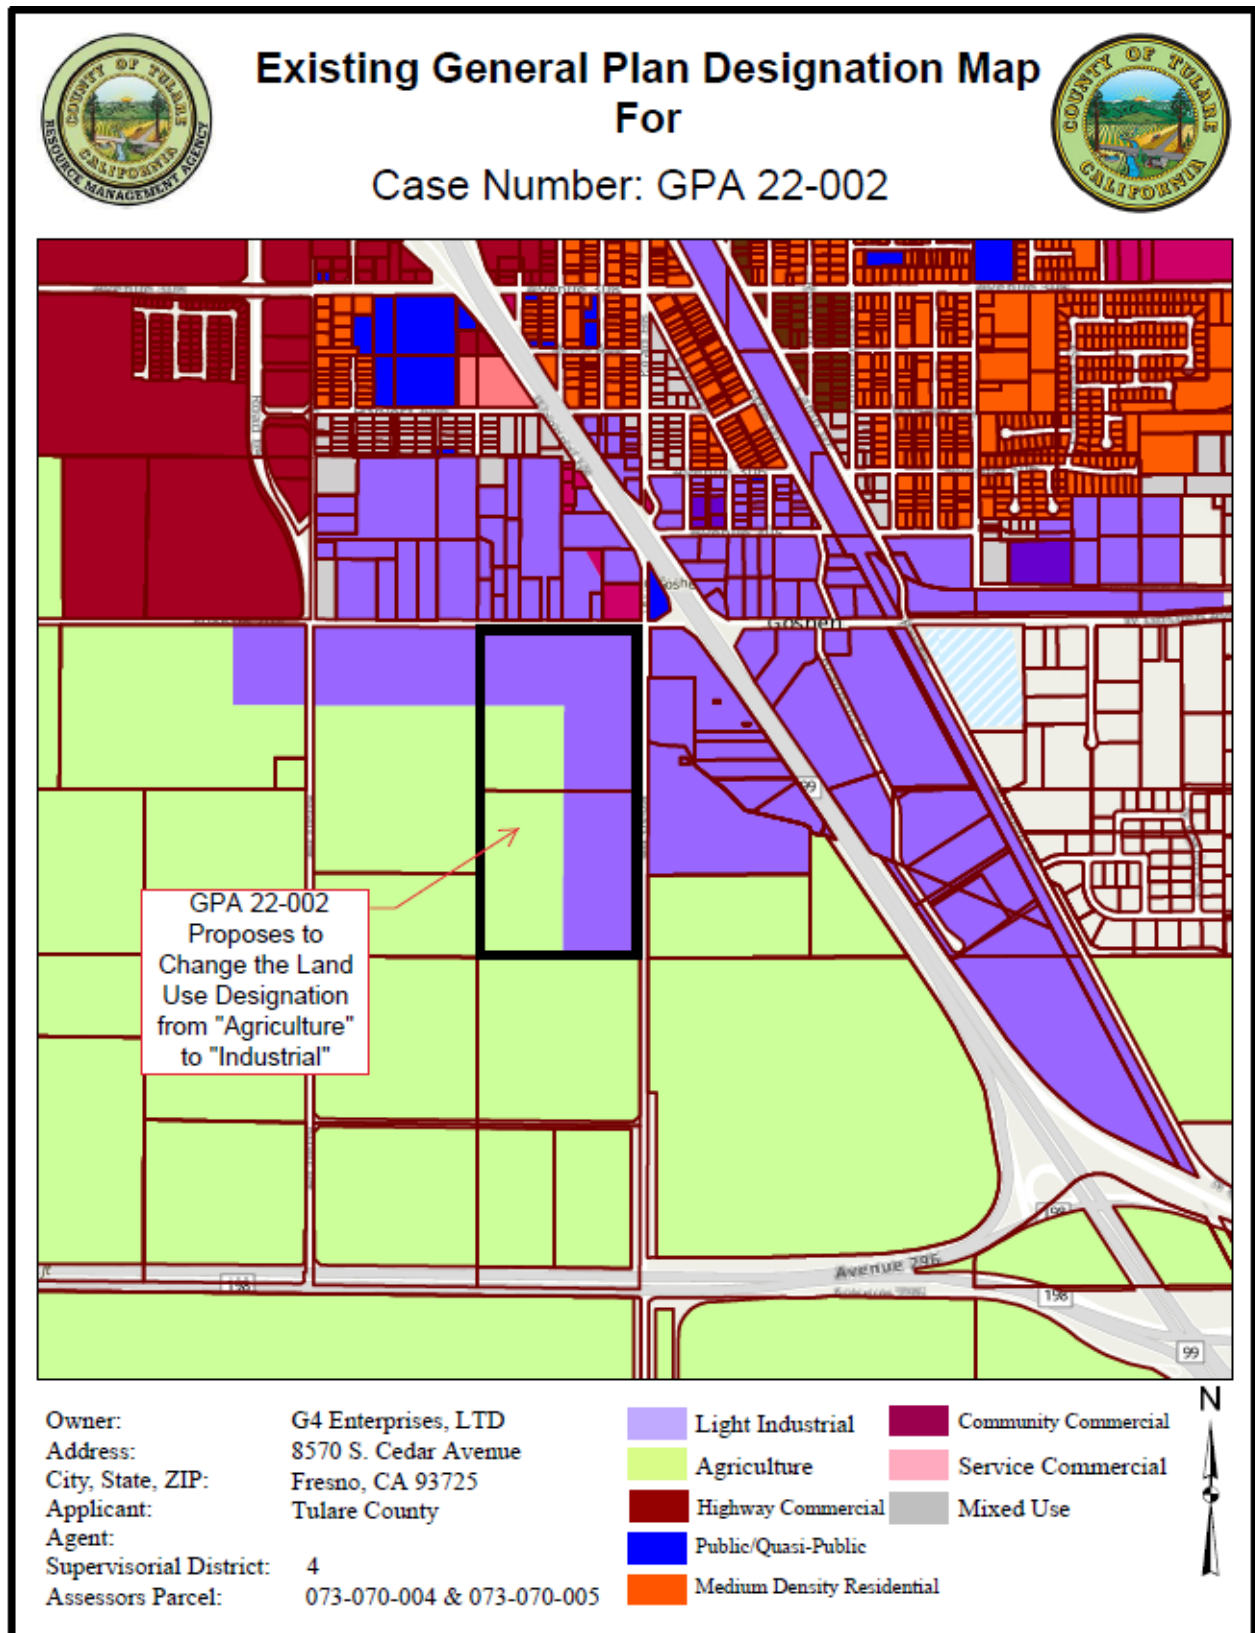 Existing General Plan Designation Map
For
Case Number: GPA 22-002
COUNTY OF TULARE
CALIFORNIA
RESOURCE MANAGEMENT AGENCY
COUNTY OF TULARE
CALIFORNIA
Goshen
99
GPA 22-002
Proposes to
Change the Land
Use Designation
from "Agriculture"
to "Industrial"
198
Avenue 296
198
99
Owner: G4 Enterprises, LTD
Address: 8570 S. Cedar Avenue
City, State, ZIP: Fresno, CA 93725
Applicant: Tulare County
Agent:
Supervisorial District: 4
Assessors Parcel: 073-070-004 & 073-070-005
Light Industrial
Agriculture
Highway Commercial
Public/Quasi-Public
Medium Density Residential
Community Commercial
Service Commercial
Mixed Use
N